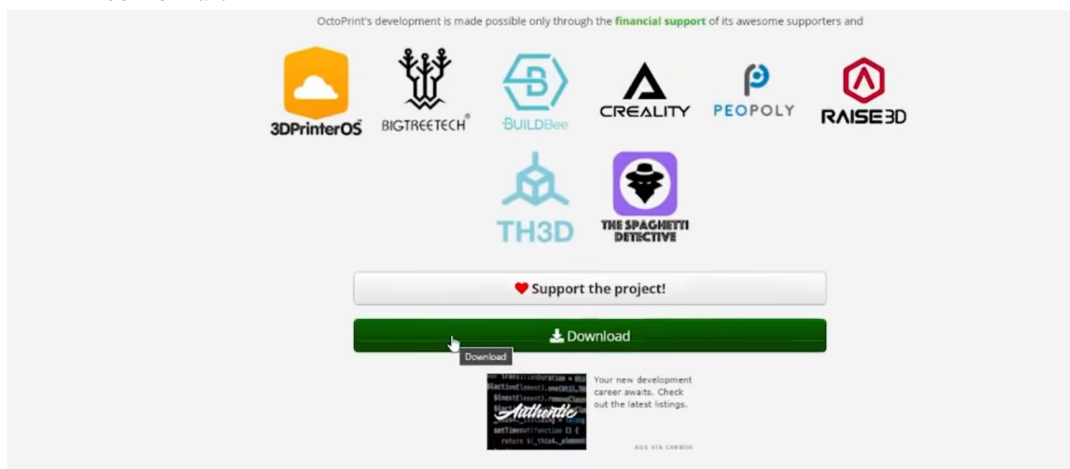 OctoPrint's development is made possible only through the financial support of its awesome supporters and
3DPrinterOS
BIGTREETECH®
BUILDBee
CREALITY
PEOPOLY
RAISE3D
TH3D
THE SPAGHETTI
DETECTIVE
Support the project!
Download
Download
Authentic
Your new development
career awaits. Check
out the latest listings.
ADS VIA CARBON